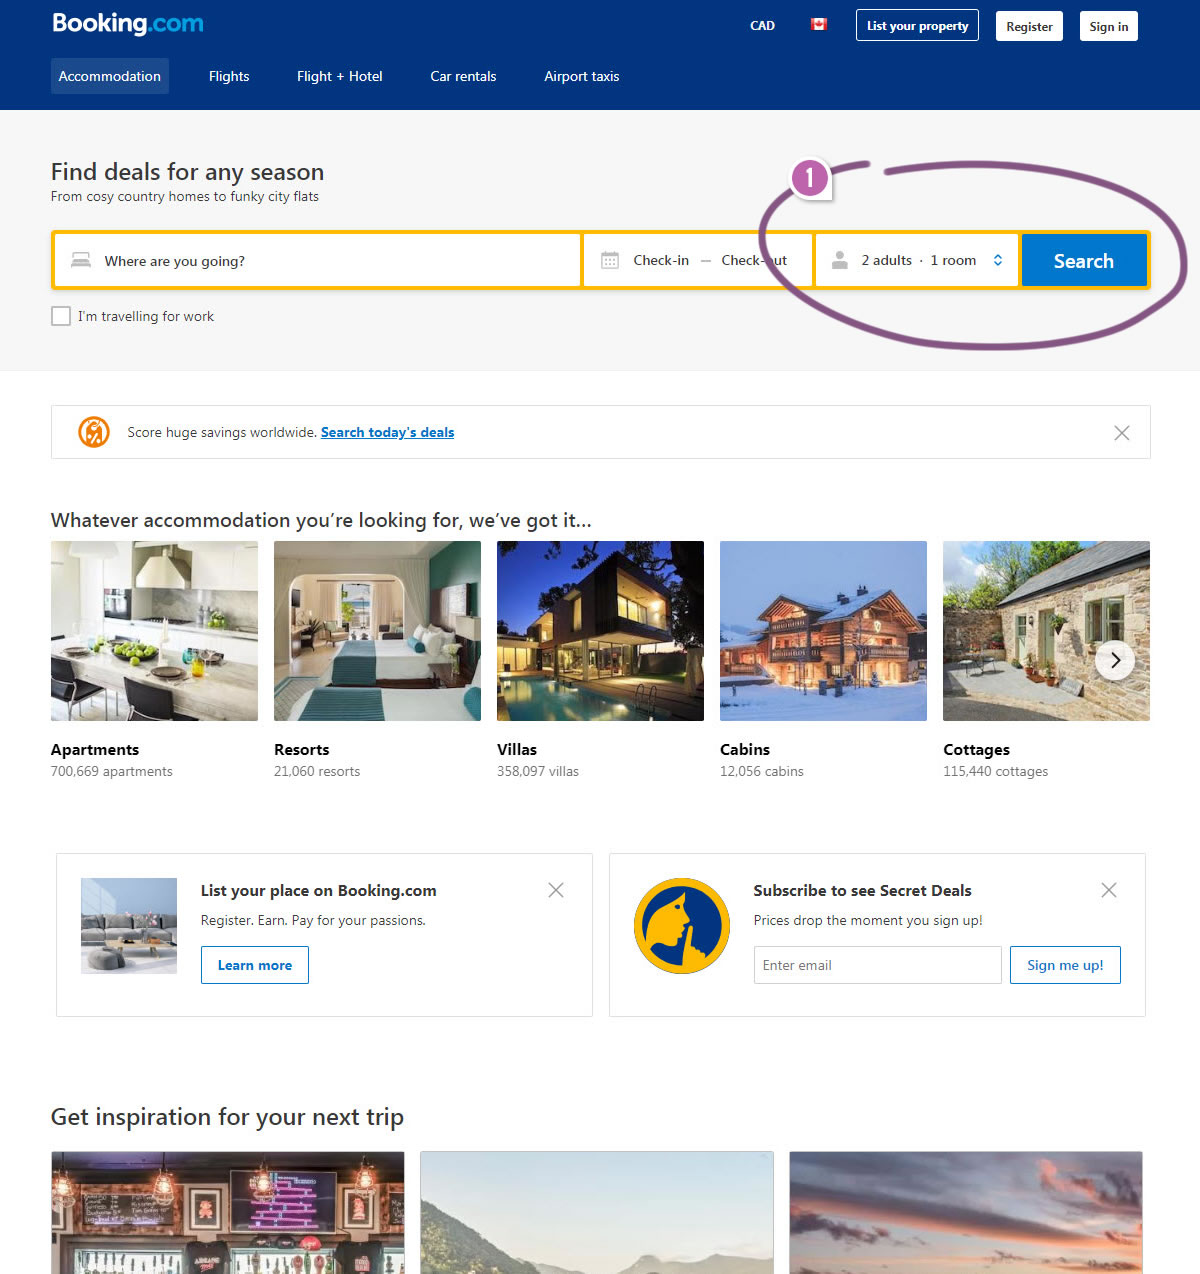 Booking.com
CAD
List your property
Register
Sign in
Accommodation
Flights
Flight + Hotel
Car rentals
Airport taxis
Find deals for any season
From cosy country homes to funky city flats
1
Where are you going?
Check-in — Check-out
2 adults · 1 room
Search
I'm travelling for work
Score huge savings worldwide. Search today's deals
Whatever accommodation you’re looking for, we’ve got it…
Apartments
700,669 apartments
Resorts
21,060 resorts
Villas
358,097 villas
Cabins
12,056 cabins
Cottages
115,440 cottages
List your place on Booking.com
Register. Earn. Pay for your passions.
Learn more
Subscribe to see Secret Deals
Prices drop the moment you sign up!
Enter email
Sign me up!
Get inspiration for your next trip